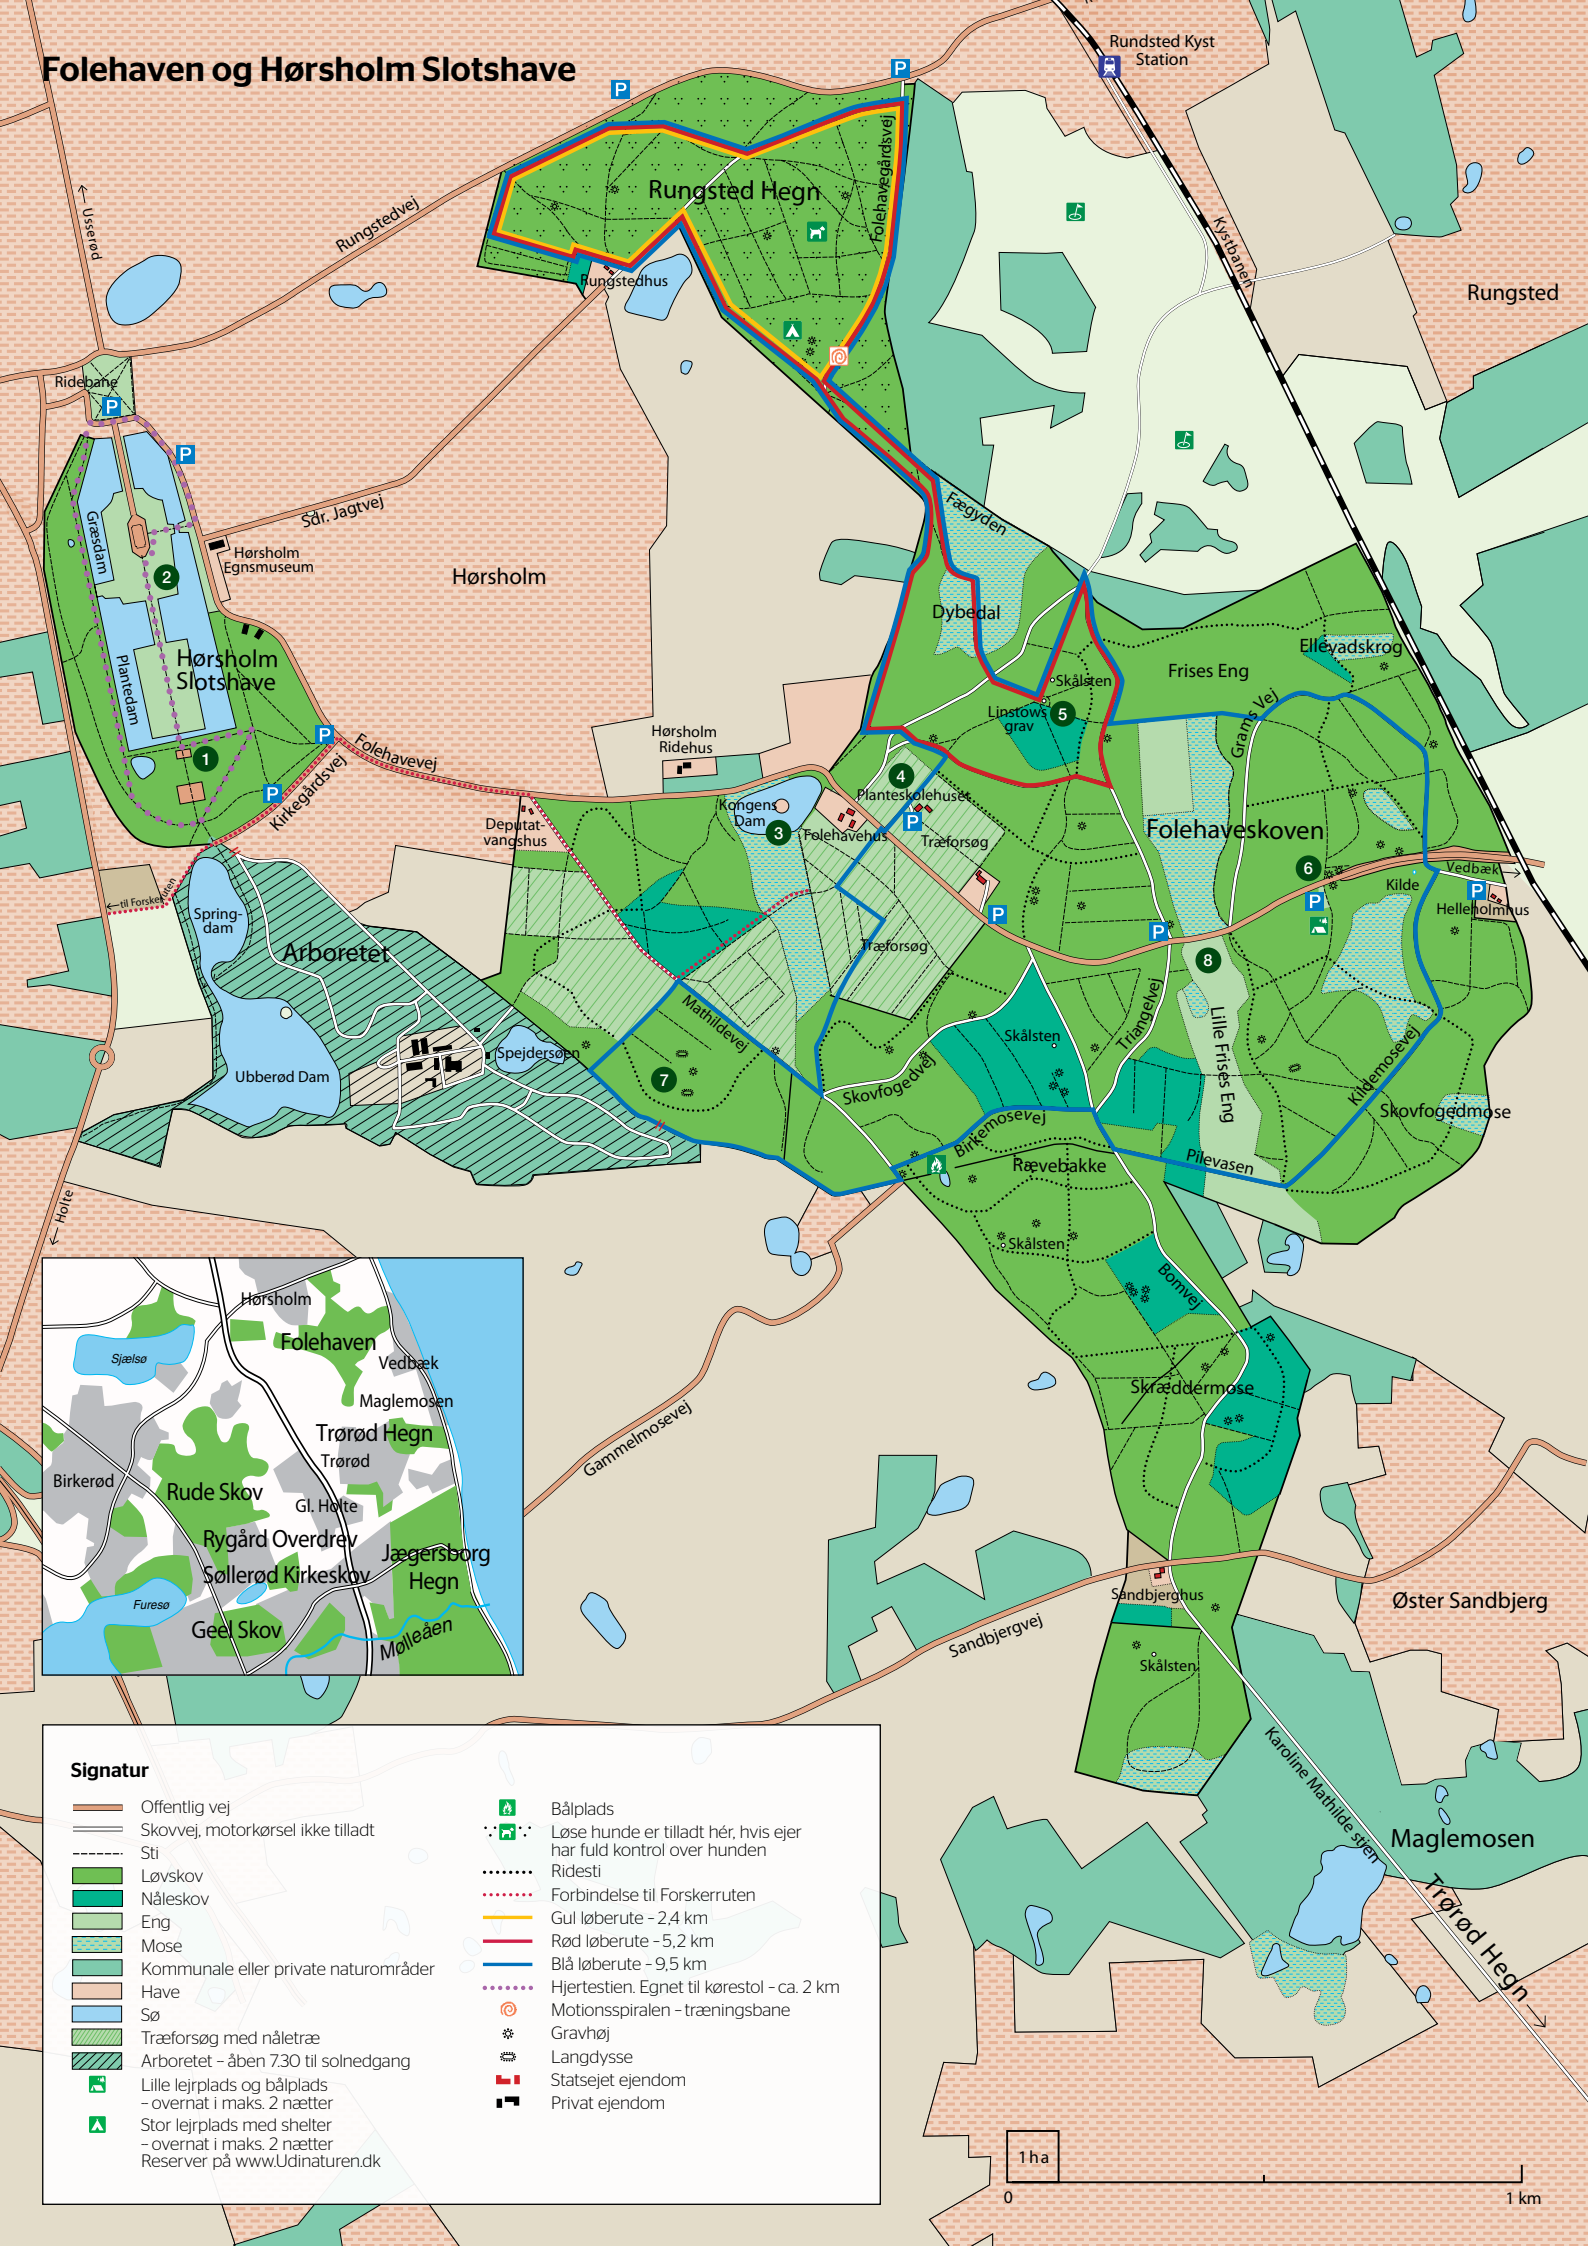 Folehaven og Hørsholm Slotshave
Rundsted Kyst
Station
P
P
Rungsted Hegn
Folehavegårdsvej
Usserød
Rungstedvej
Rungstedhus
Kystbanen
Rungsted
Ridebane
P
P
Sdr. Jagtvej
Græsdam
Hørsholm
Egnsmuseum
2
Hørsholm
Fægyden
Dybedal
Plantedam
Hørsholm
Slotshave
1
P
P
Kirkegårdsvej
Folehavevej
Hørsholm
Ridehus
Skålsten
Linstows
grav
5
Frises Eng
Ellevadskrog
Grams Vej
4
Planteskolehuset
P
Kongens
Dam
3
Folehavehus
Træforsøg
Deputat-
vangshus
Folehaveskoven
6
Vedbæk
Kilde
P
P
Helleholmhus
til Forskerruten
Spring-
dam
Arboretet
P
P
Træforsøg
8
Mathildevej
Skålsten
Triangelvej
Lille Frises Eng
Spejdersøen
Ubberød Dam
7
Skovfogedvej
Kildemosevej
Skovfogedmose
Birkemosevej
Rævebakke
Pilevasen
Holte
Skålsten
Bomvej
Skræddermose
Gammelmosevej
Hørsholm
Folehaven
Sjælsø
Vedbæk
Maglemosen
Trørød Hegn
Trørød
Birkerød
Rude Skov
Gl. Holte
Rygård Overdrev
Jægersborg
Hegn
Søllerød Kirkeskov
Furesø
Geel Skov
Mølleåen
Sandbjerghus
Sandbjergvej
Øster Sandbjerg
Skålsten
Karoline Mathilde stien
Maglemosen
Trørød Hegn
Signatur
Offentlig vej
Skovvej, motorkørsel ikke tilladt
Sti
Løvskov
Nåleskov
Eng
Mose
Kommunale eller private naturområder
Have
Sø
Træforsøg med nåletræ
Arboretet – åben 7.30 til solnedgang
Lille lejrplads og bålplads
– overnat i maks. 2 nætter
Stor lejrplads med shelter
– overnat i maks. 2 nætter
Reserver på www.Udinaturen.dk
Bålplads
Løse hunde er tilladt hér, hvis ejer
har fuld kontrol over hunden
Ridesti
Forbindelse til Forskerruten
Gul løberute – 2,4 km
Rød løberute – 5,2 km
Blå løberute – 9,5 km
Hjertestien. Egnet til kørestol – ca. 2 km
Motionsspiralen – træningsbane
Gravhøj
Langdysse
Statsejet ejendom
Privat ejendom
1 ha
0
1 km